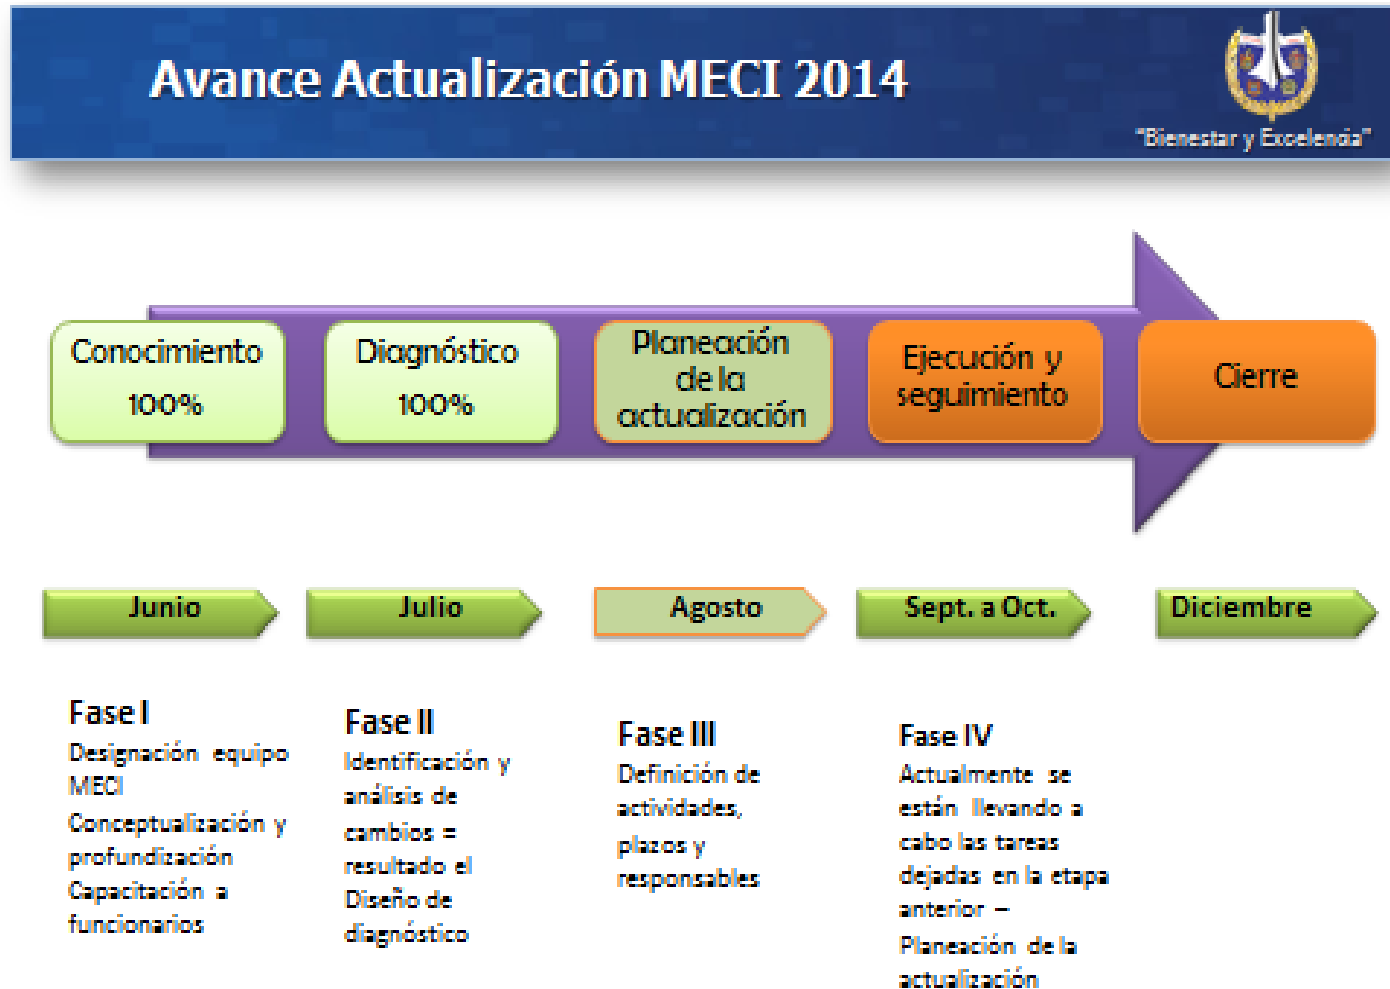 Avance Actualización MECI 2014
"Bienestar y Excelencia"
Conocimiento
100%
Diagnóstico
100%
Planeación
de la
actualización
Ejecución y
seguimiento
Cierre
Junio
Julio
Agosto
Sept. a Oct.
Diciembre
Fase I
Designación equipo
MECI
Conceptualización y
profundización
Capacitación a
funcionarios
Fase II
Identificación y
análisis de
cambios =
resultado el
Diseño de
diagnóstico
Fase III
Definición de
actividades,
plazos y
responsables
Fase IV
Actualmente se
están llevando a
cabo las tareas
dejadas en la etapa
anterior –
Planeación de la
actualización